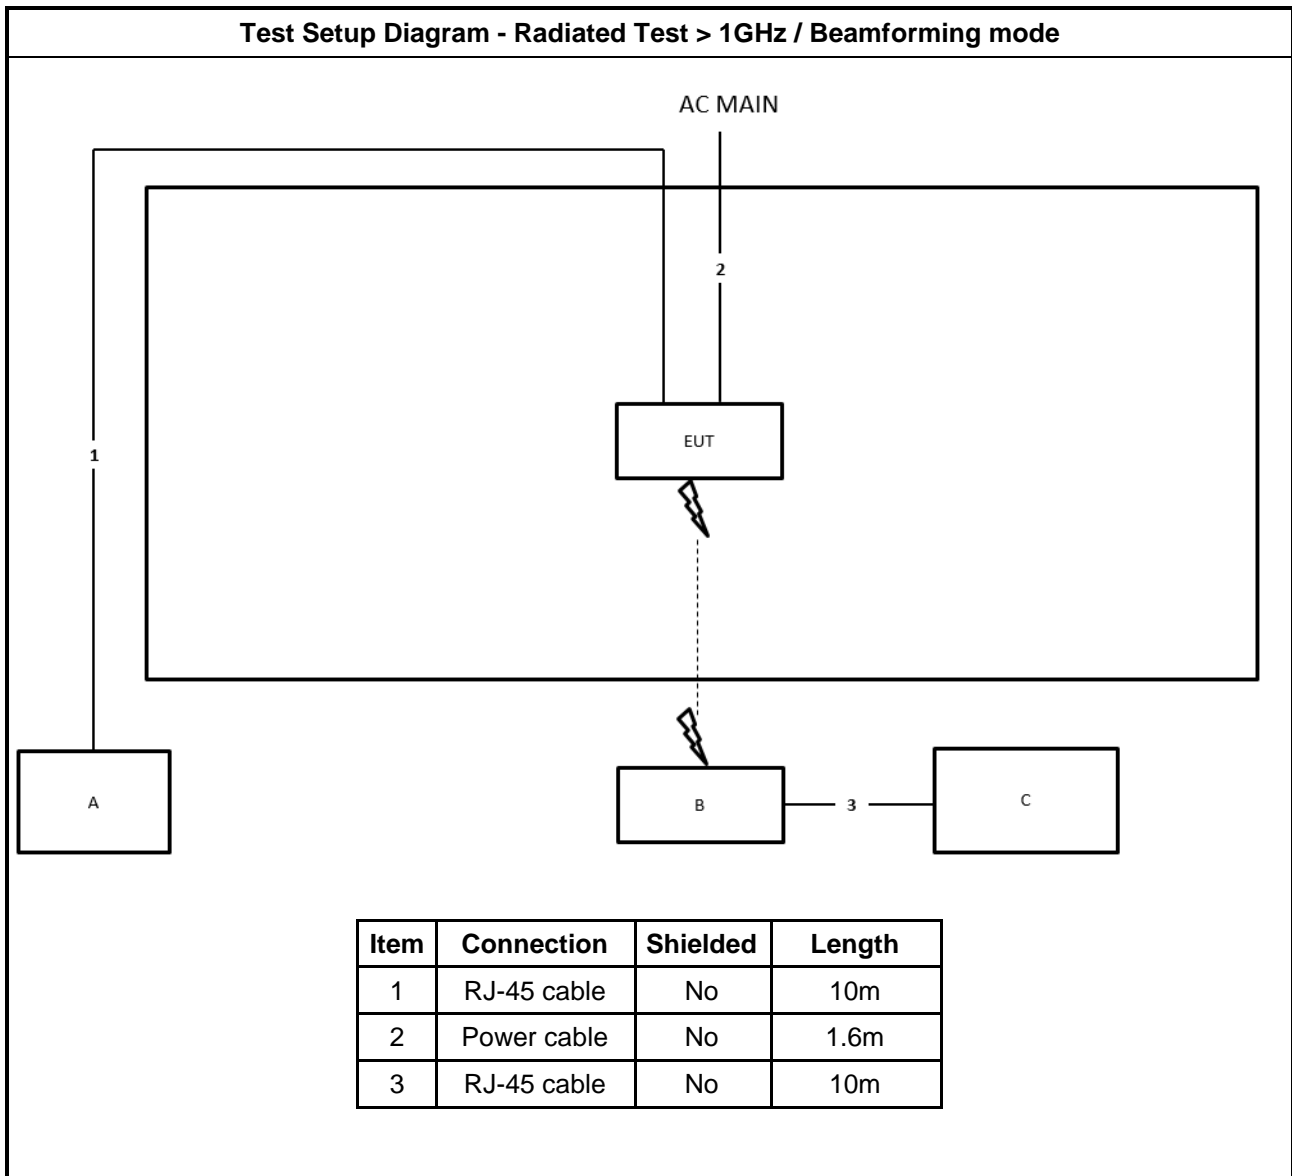 Test Setup Diagram - Radiated Test > 1GHz / Beamforming mode
AC MAIN
2
EUT
1
A
B
3
C
Item Connection Shielded Length
1 RJ-45 cable No 10m
2 Power cable No 1.6m
3 RJ-45 cable No 10m